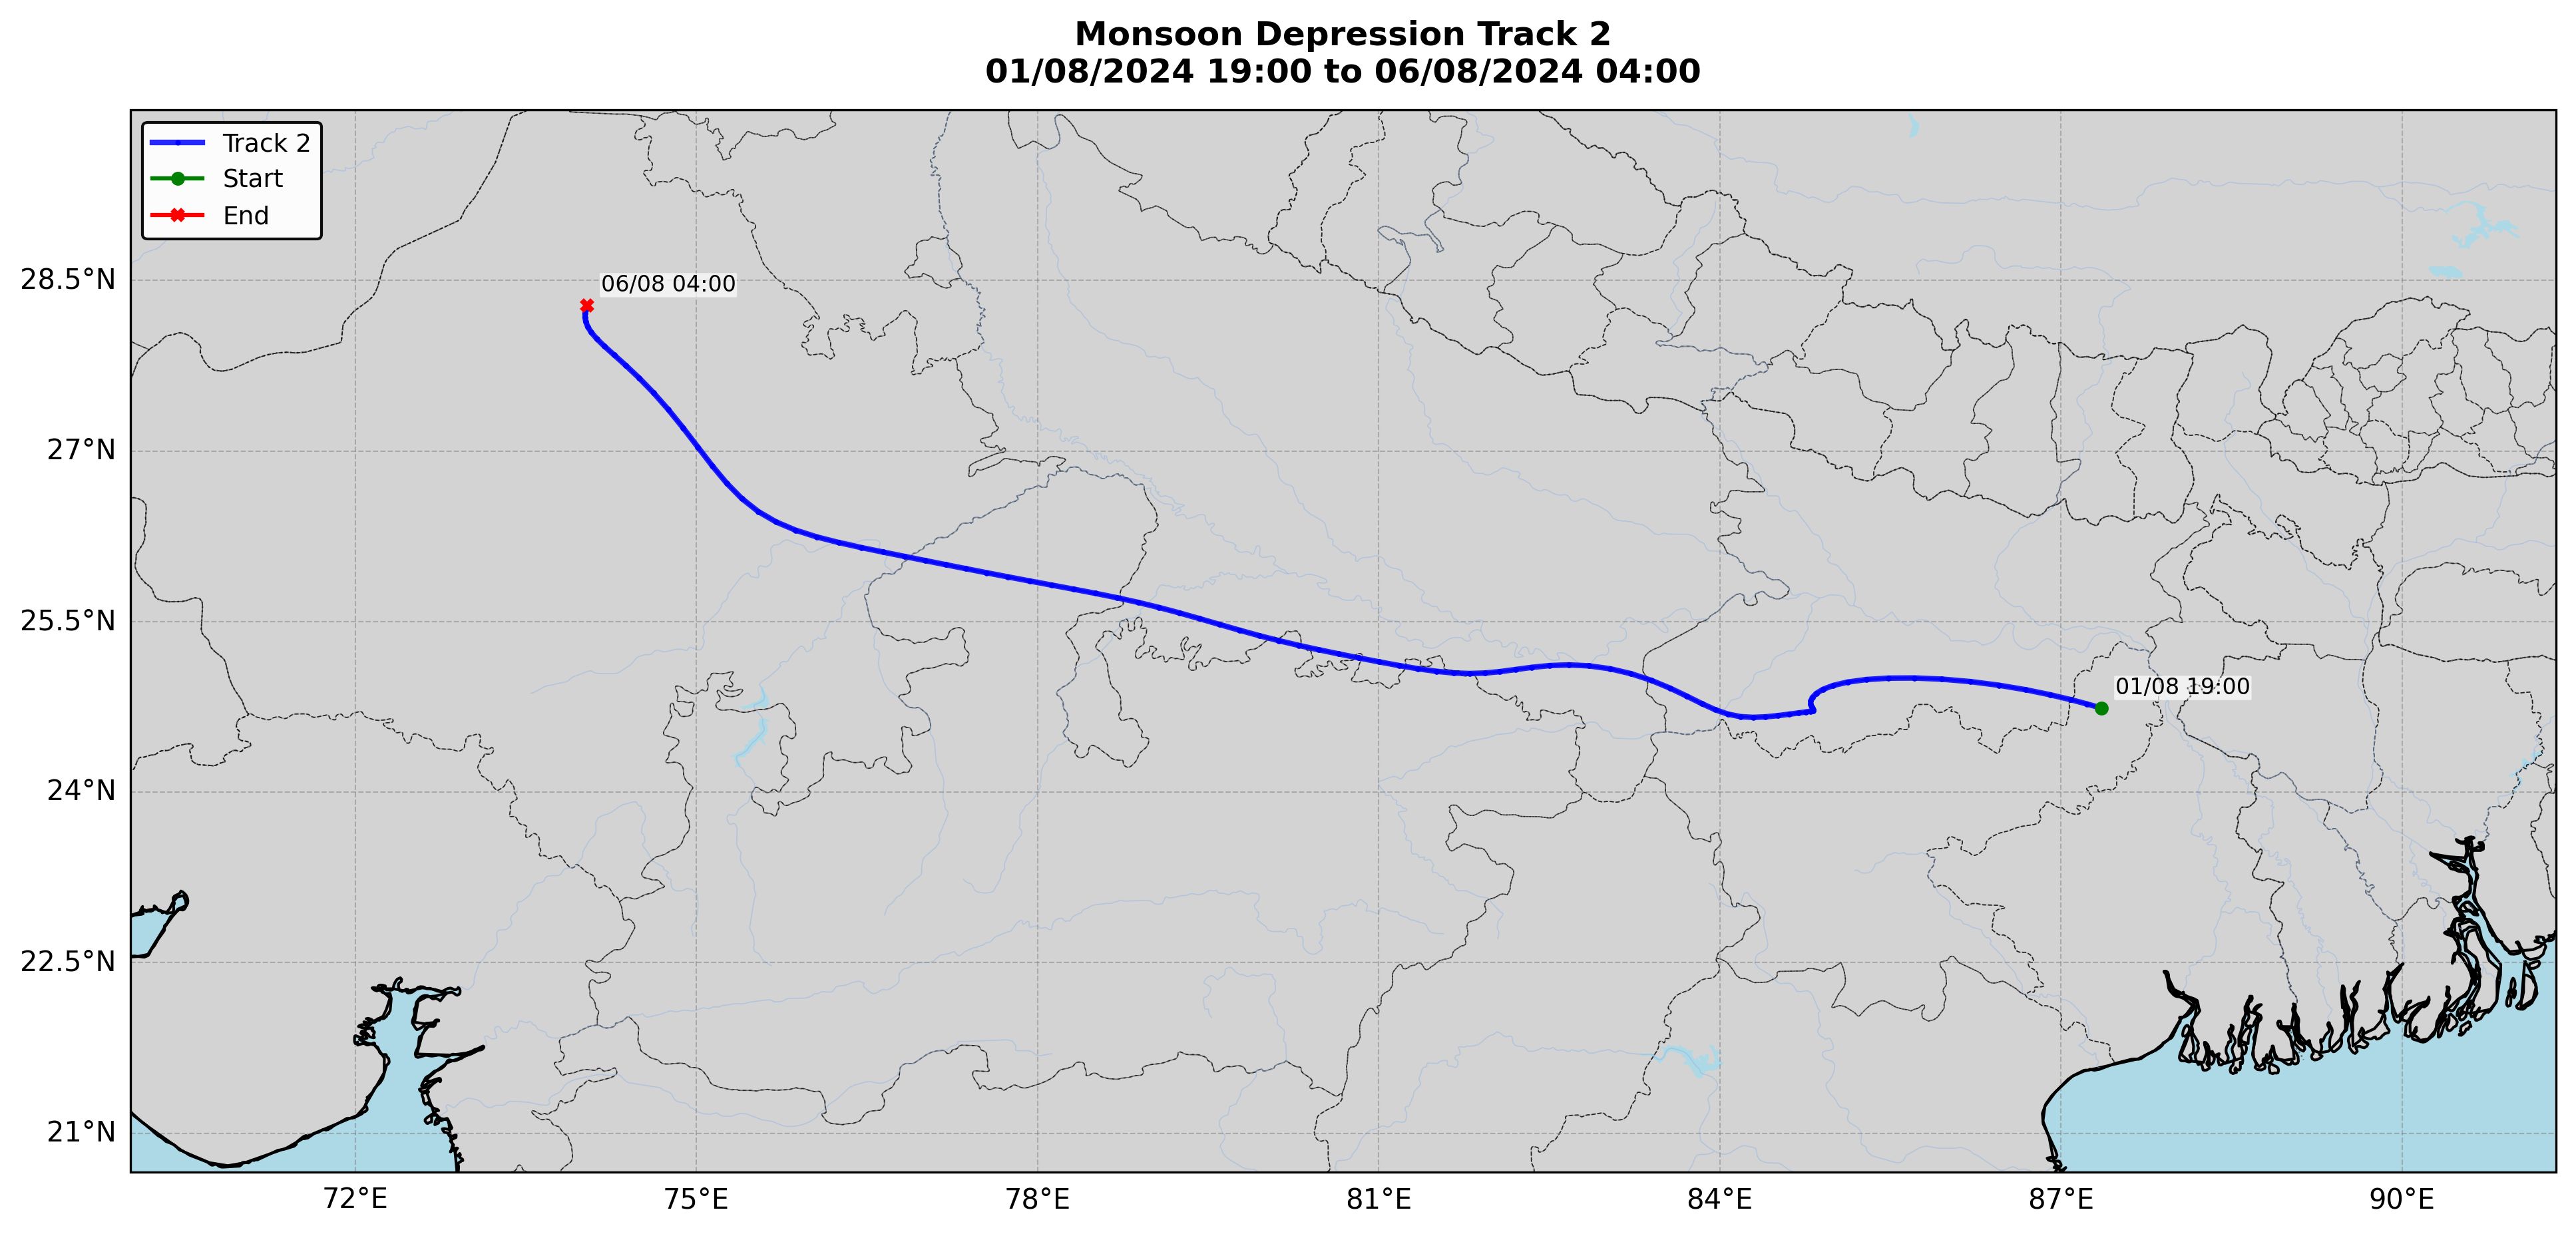 Monsoon Depression Track 2
01/08/2024 19:00 to 06/08/2024 04:00
Track 2
Start
End
06/08 04:00
01/08 19:00
28.5°N
27°N
25.5°N
24°N
22.5°N
21°N
72°E
75°E
78°E
81°E
84°E
87°E
90°E